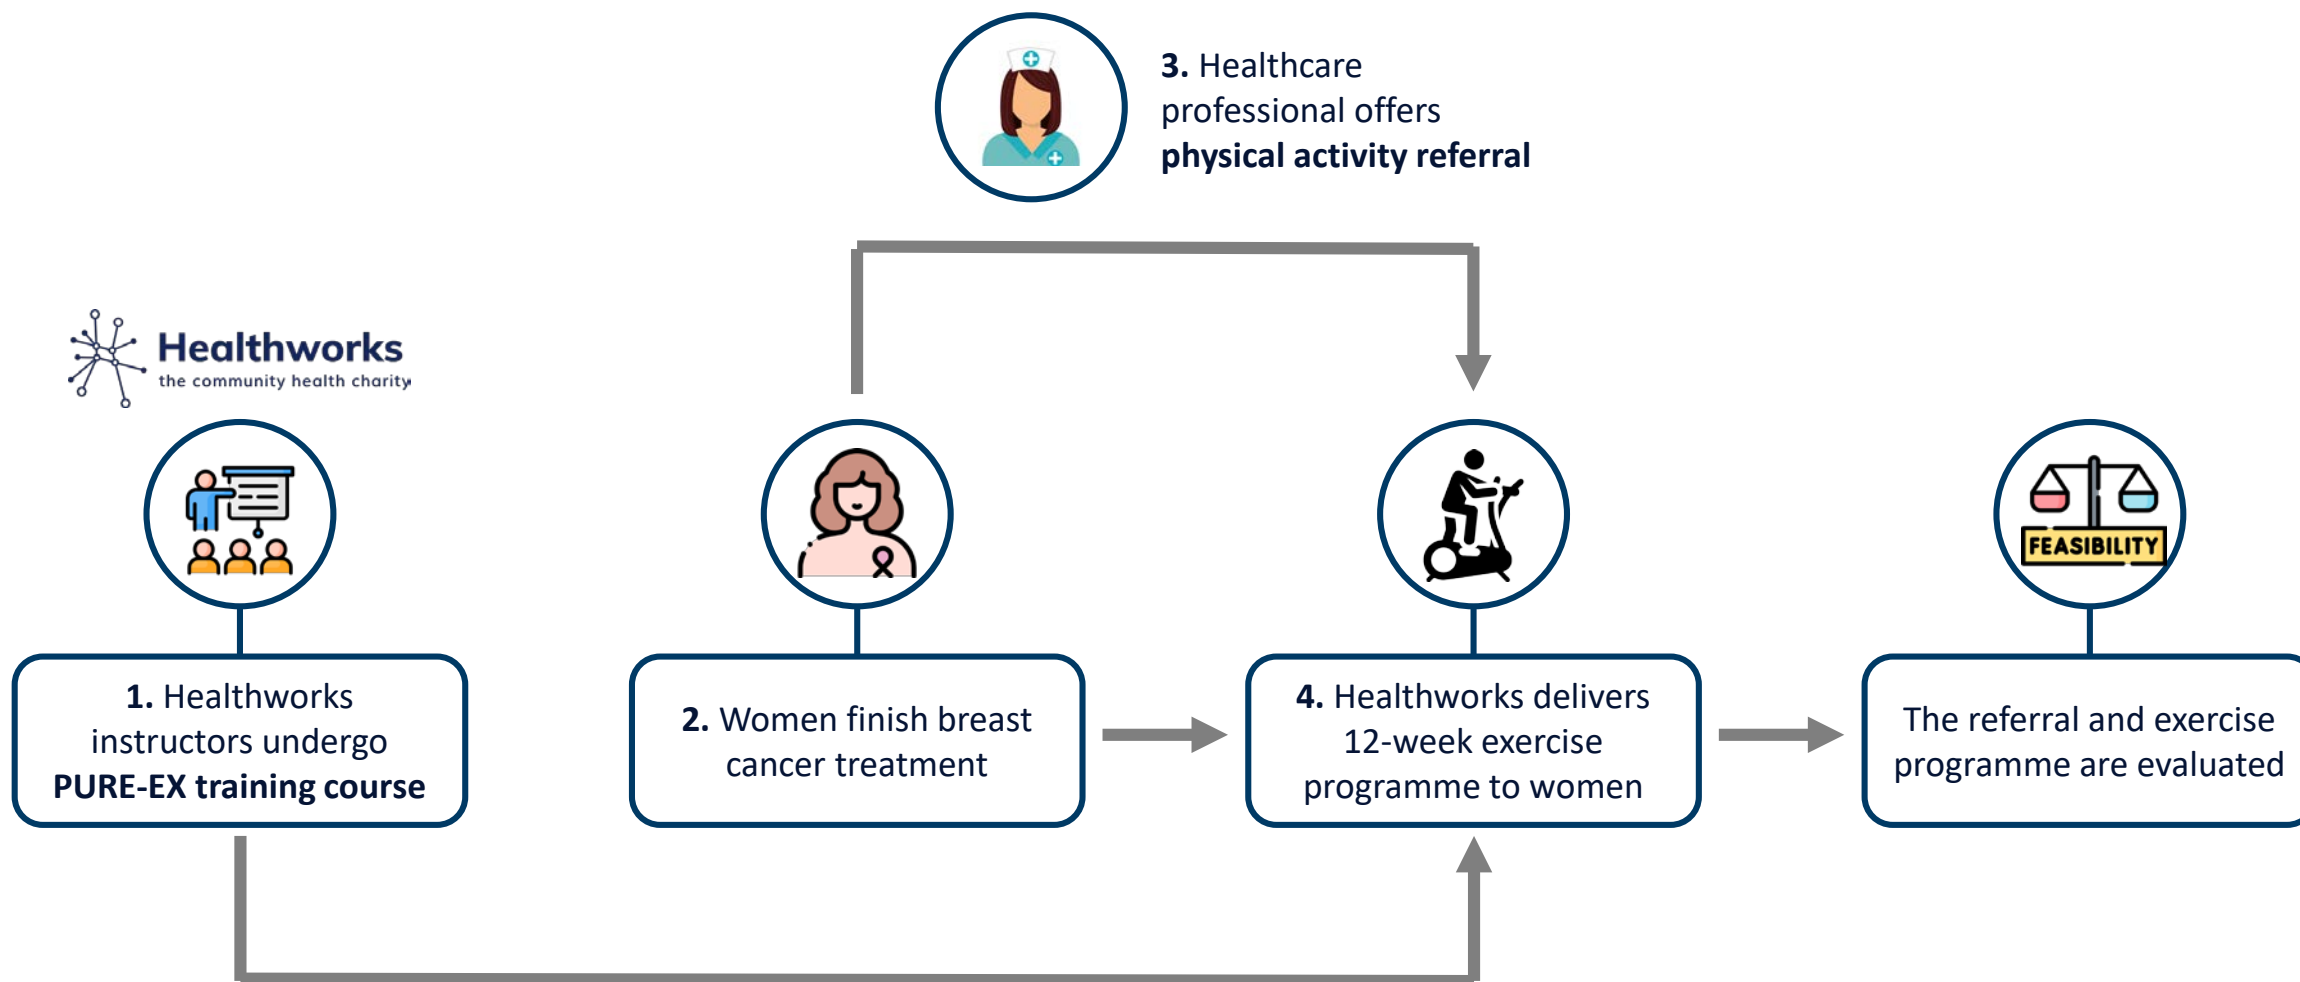 3. Healthcare
professional offers
physical activity referral
Healthworks
the community health charity
FEASIBILITY
1. Healthworks
instructors undergo
PURE-EX training course
2. Women finish breast
cancer treatment
4. Healthworks delivers
12-week exercise
programme to women
The referral and exercise
programme are evaluated